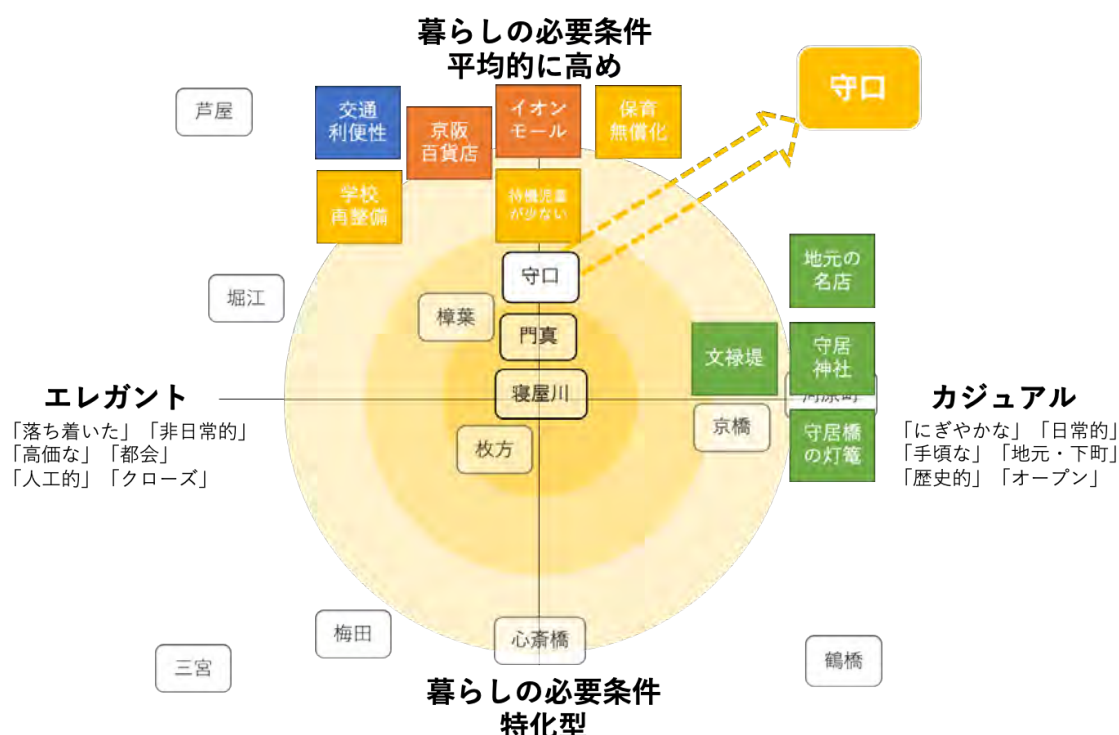 暮らしの必要条件
平均的に高め
守口
芦屋
交通
利便性
京阪
百貨店
イオン
モール
保育
無償化
学校
再整備
待機児童
が少ない
守口
地元の
名店
堀江
樟葉
門真
文禄堤
守居
神社
寝屋川
河原町
エレガント
「落ち着いた」「非日常的」
「高価な」「都会」
「人工的」「クローズ」
カジュアル
「にぎやかな」「日常的」
「手頃な」「地元・下町」
「歴史的」「オープン」
京橋
守居橋
の灯篭
枚方
梅田
心斎橋
三宮
鶴橋
暮らしの必要条件
特化型